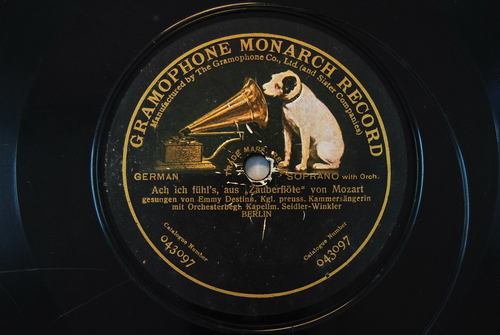 GRAMOPHONE MONARCH RECORD
Manufactured by The Gramophone Co., Ltd. (and Sister Companies)
TRADE MARK
GERMAN SOPRANO with Orch.
Ach ich fühl's, aus „Zauberflöte“ von Mozart
gesungen von Emmy Destinn, Kgl. preuss. Kammersängerin
mit Orchesterbegl. Kapellm. Seidler-Winkler
BERLIN
Catalogue Number
043097
Catalogue Number
043097